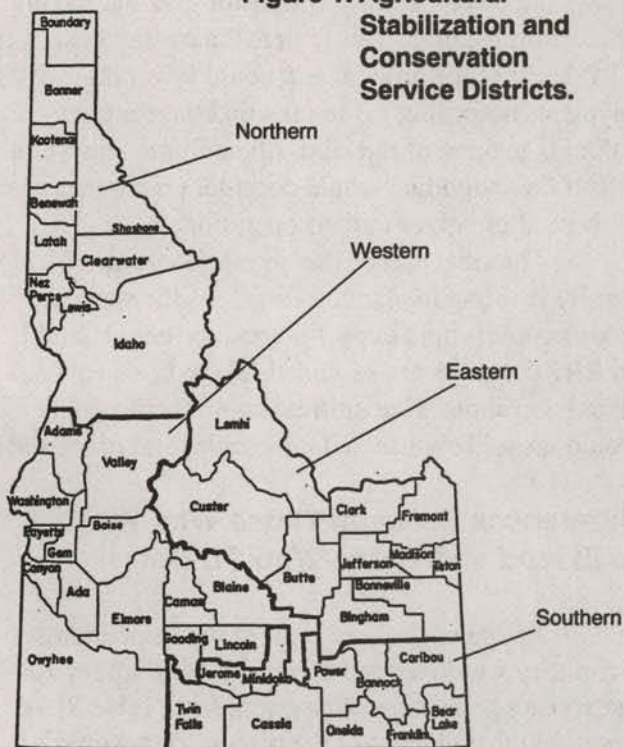 Figure 1. Agricultural
Stabilization and
Conservation
Service Districts.
Boundary
Bonner
Kootenai
Northern
Benewah
Shoshone
Latah
Clearwater
Western
Nez
Perce
Lewis
Idaho
Eastern
Lemhi
Adams
Valley
Custer
Washington
Clark
Fremont
Payette
Boise
Gem
Madison
Jefferson
Teton
Canyon
Butte
Bonneville
Ada
Blaine
Camas
Elmore
Bingham
Southern
Gooding
Lincoln
Owyhee
Caribou
Power
Jerome
Minidoka
Bannock
Twin
Falls
Cassia
Oneida
Bear
Lake
Franklin